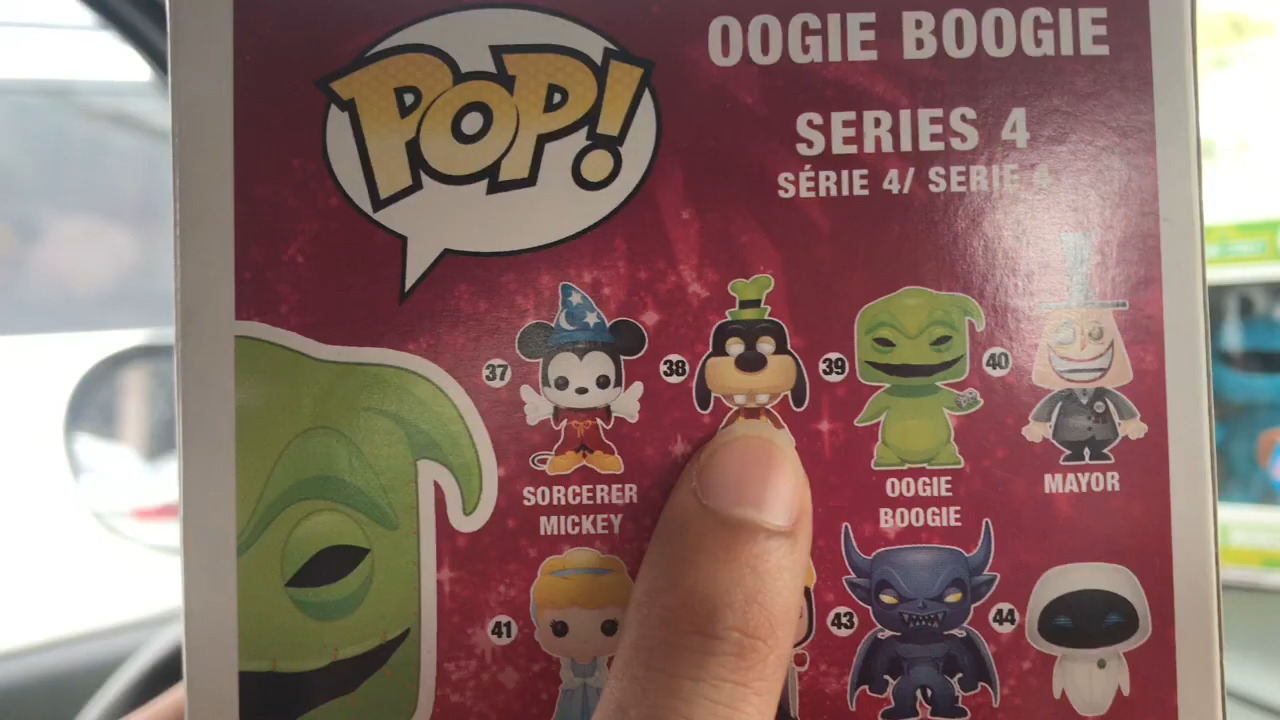 POP!
OOGIE BOOGIE
SERIES 4
SÉRIE 4/ SERIE 4
37
38
39
40
SORCERER
MICKEY
OOGIE
BOOGIE
MAYOR
41
43
44